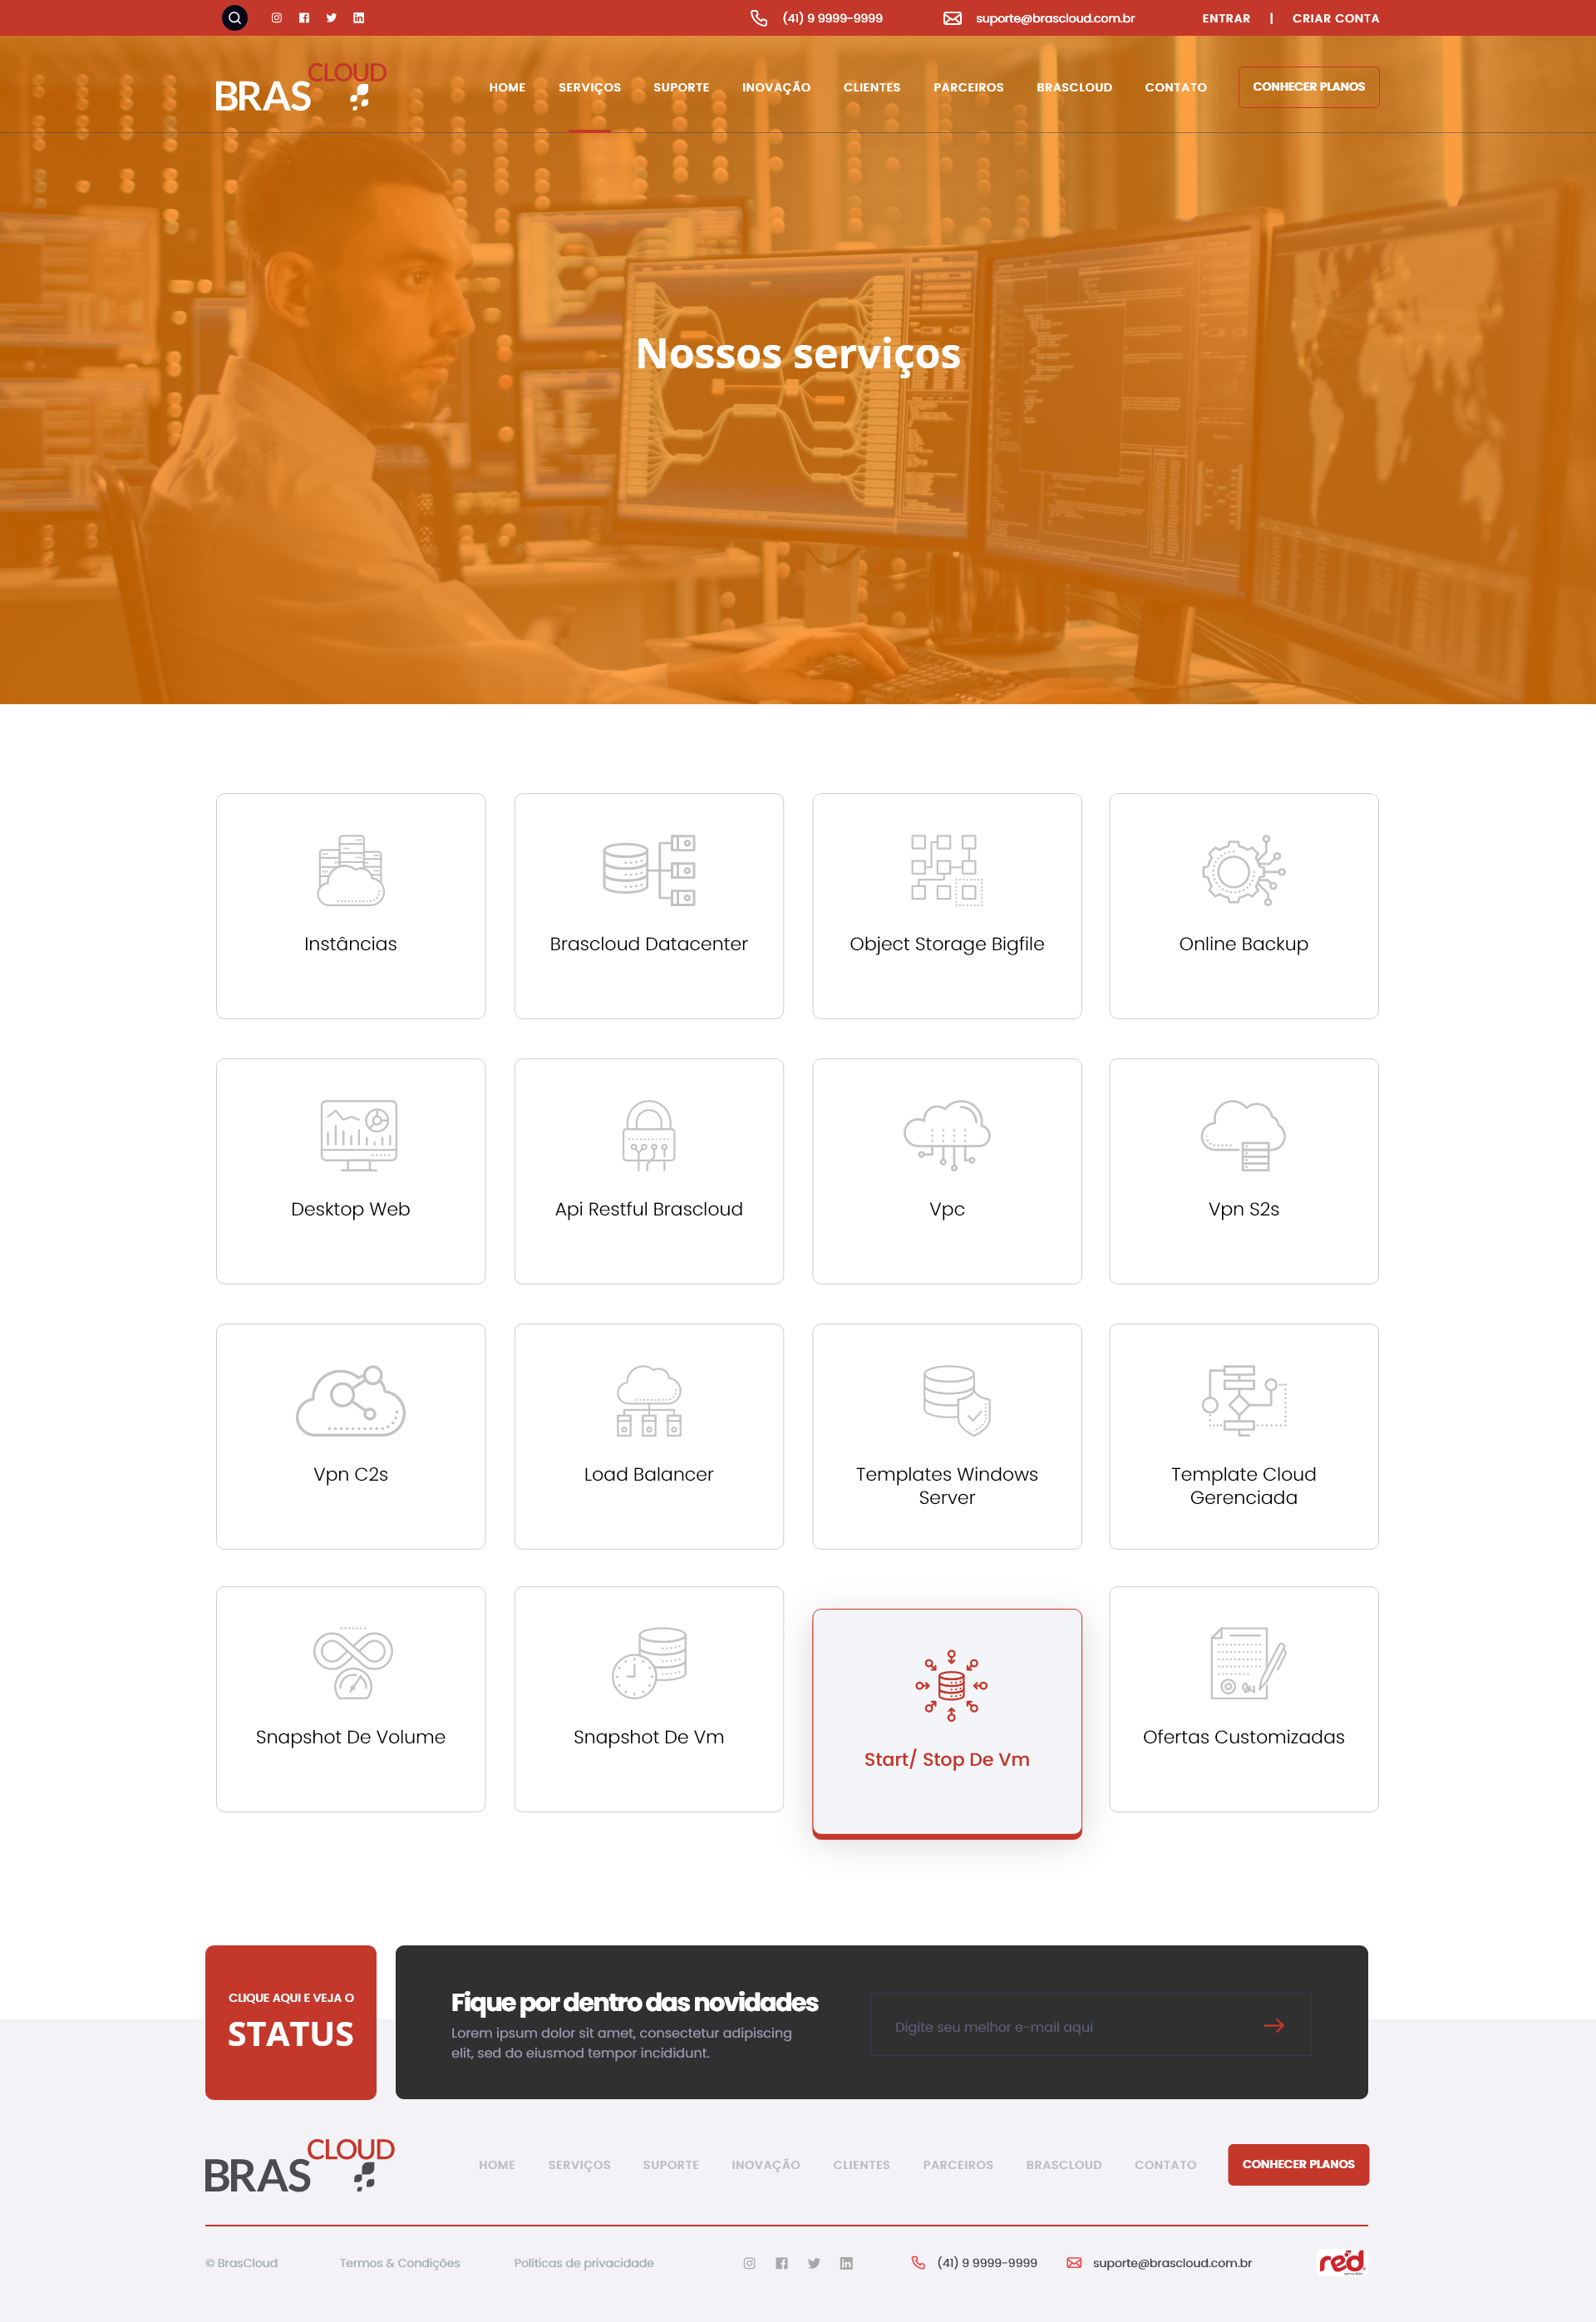 (41) 9 9999-9999
suporte@brascloud.com.br
ENTRAR | CRIAR CONTA
BRASCLOUD
HOME SERVIÇOS SUPORTE INOVAÇÃO CLIENTES PARCEIROS BRASCLOUD CONTATO CONHECER PLANOS
Nossos serviços
Instâncias
Brascloud Datacenter
Object Storage Bigfile
Online Backup
Desktop Web
Api Restful Brascloud
Vpc
Vpn S2s
Vpn C2s
Load Balancer
Templates Windows
Server
Template Cloud
Gerenciada
Snapshot De Volume
Snapshot De Vm
Start/ Stop De Vm
Ofertas Customizadas
CLIQUE AQUI E VEJA O
STATUS
Fique por dentro das novidades
Lorem ipsum dolor sit amet, consectetur adipiscing
elit, sed do eiusmod tempor incididunt.
Digite seu melhor e-mail aqui
BRASCLOUD
HOME SERVIÇOS SUPORTE INOVAÇÃO CLIENTES PARCEIROS BRASCLOUD CONTATO CONHECER PLANOS
© BrasCloud
Termos & Condições
Políticas de privacidade
(41) 9 9999-9999
suporte@brascloud.com.br
red